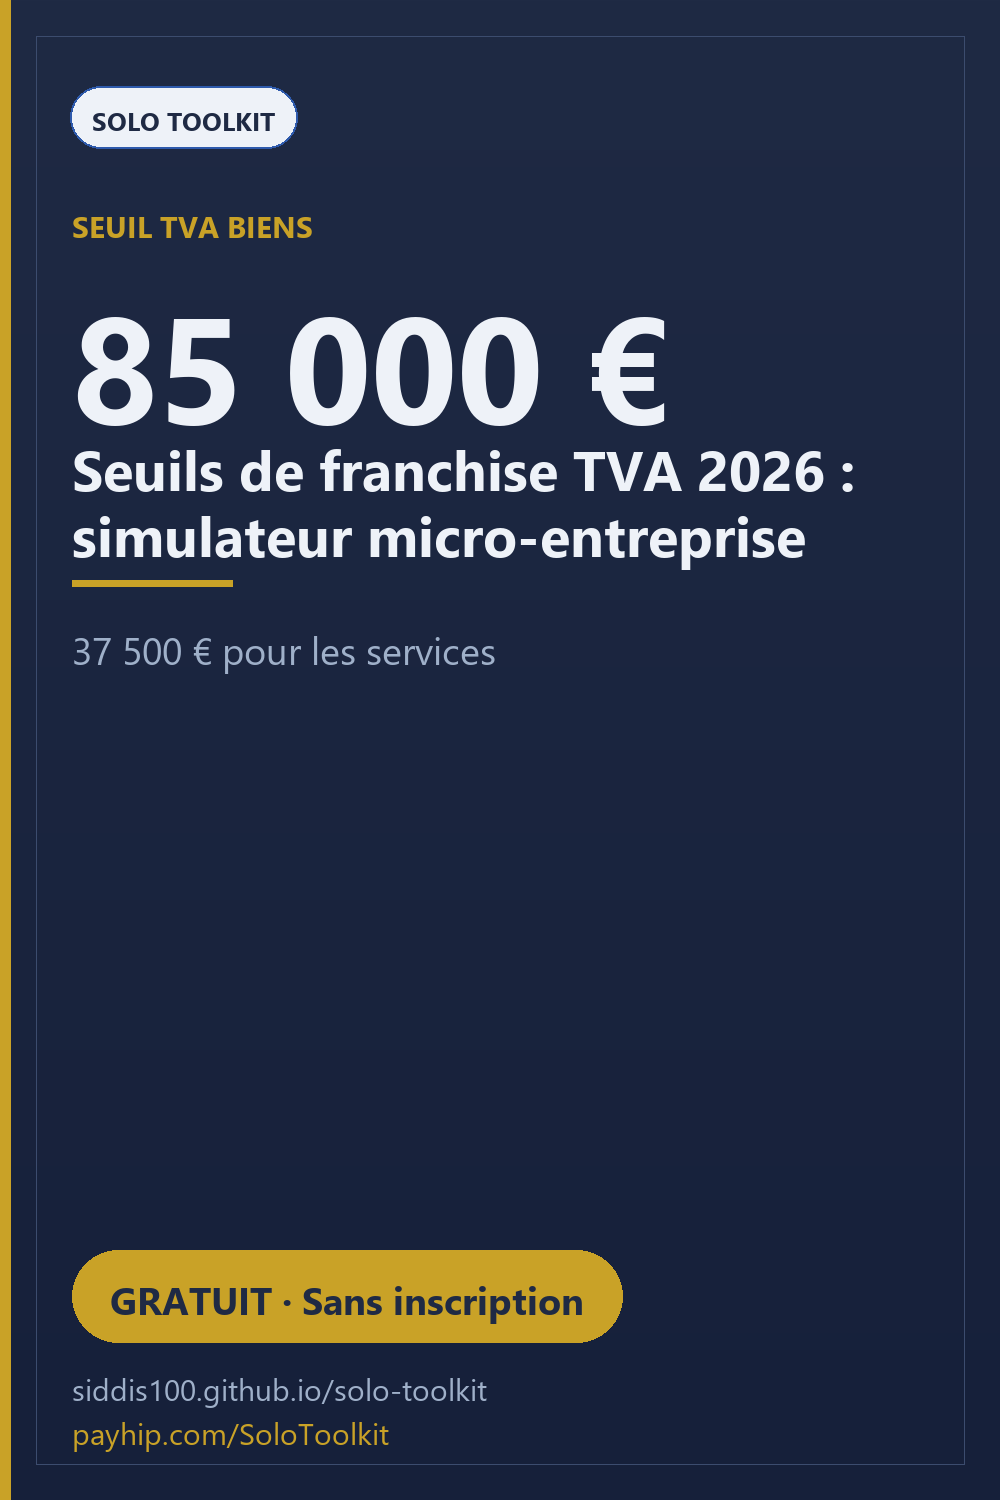 SOLO TOOLKIT
SEUIL TVA BIENS
85 000 €
Seuils de franchise TVA 2026 :
simulateur micro-entreprise
37 500 € pour les services
GRATUIT · Sans inscription
siddis100.github.io/solo-toolkit
payhip.com/SoloToolkit